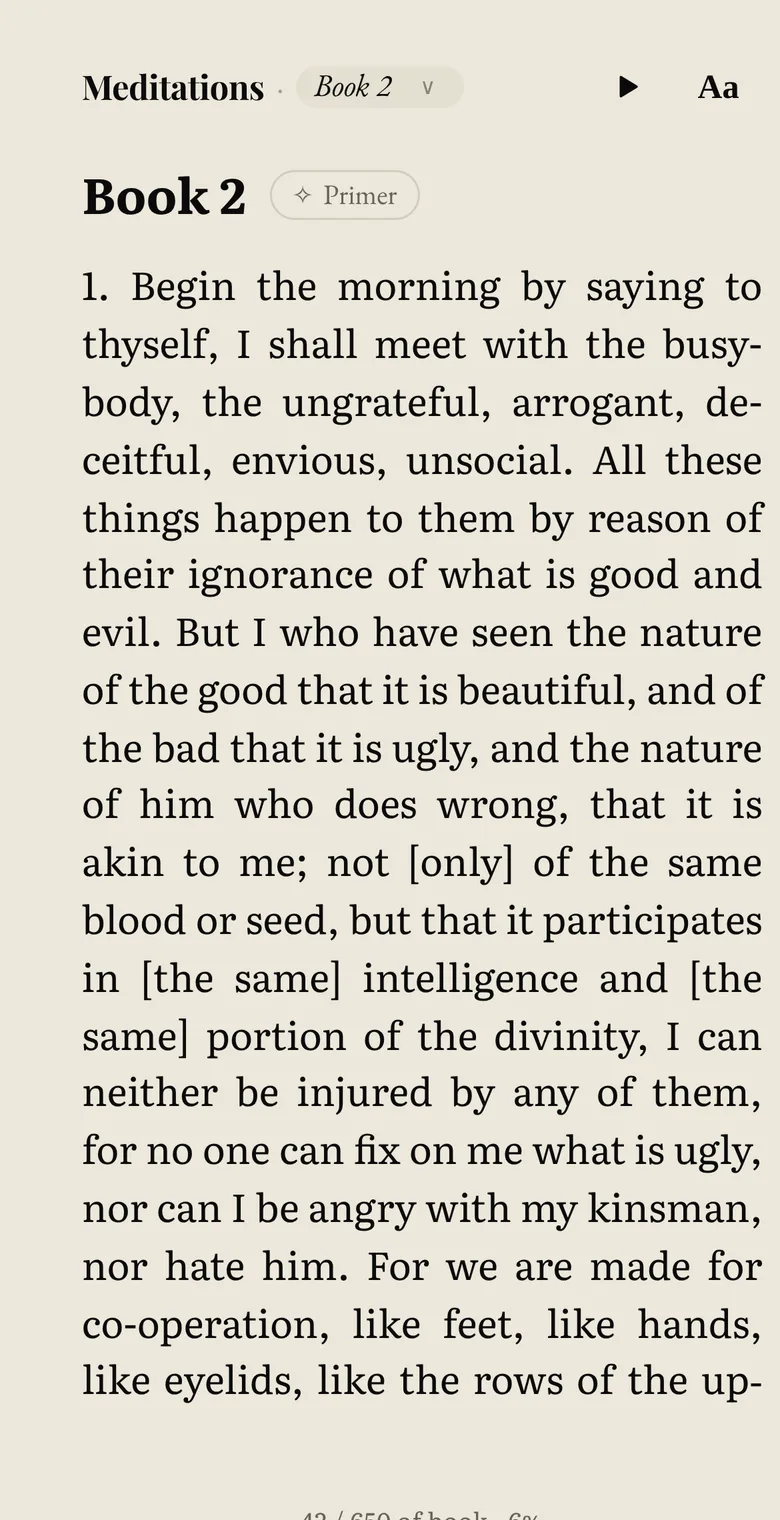 Meditations · Book 2 ∨ Aa
Book 2 ✧ Primer
1. Begin the morning by saying to
thyself, I shall meet with the busy-
body, the ungrateful, arrogant, de-
ceitful, envious, unsocial. All these
things happen to them by reason of
their ignorance of what is good and
evil. But I who have seen the nature
of the good that it is beautiful, and of
the bad that it is ugly, and the nature
of him who does wrong, that it is
akin to me; not [only] of the same
blood or seed, but that it participates
in [the same] intelligence and [the
same] portion of the divinity, I can
neither be injured by any of them,
for no one can fix on me what is ugly,
nor can I be angry with my kinsman,
nor hate him. For we are made for
co-operation, like feet, like hands,
like eyelids, like the rows of the up-
42 / 650 of book · 6%